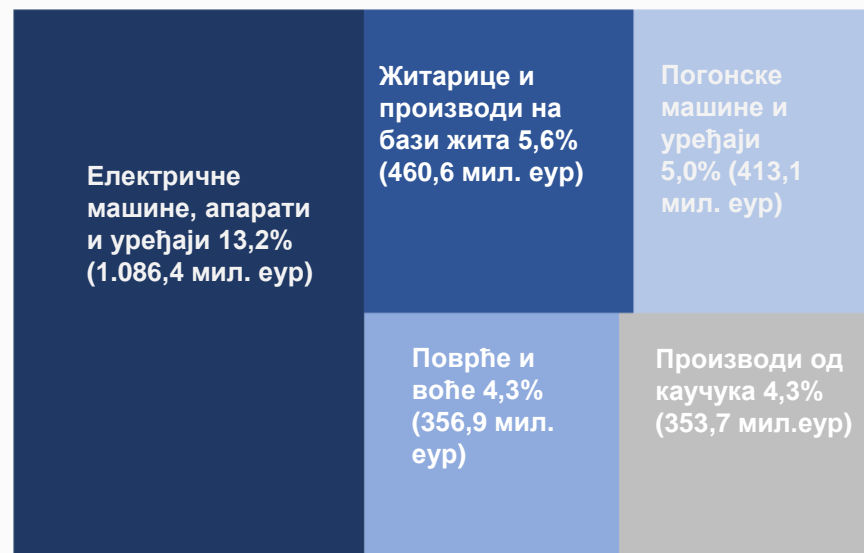 Електричне
машине, апарати
и уређаји 13,2%
(1.086,4 мил. еур)
Житарице и
производи на
бази жита 5,6%
(460,6 мил. еур)
Погонске
машине и
уређаји
5,0% (413,1
мил. еур)
Поврће и
воће 4,3%
(356,9 мил.
еур)
Производи од
каучука 4,3%
(353,7 мил.еур)